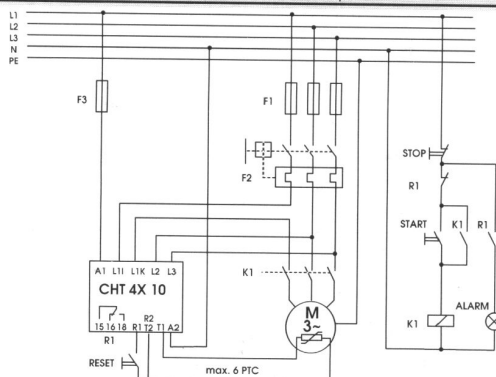 L1
L2
L3
N
PE
F3
F1
F2
STOP
R1
START
K1
R1
A1 L1I L1K L2 L3
CHT 4X 10
K1
M
3~
R2
15 16 18 R1 T2 T1 A2
R1
ALARM
K1
RESET
max. 6 PTC